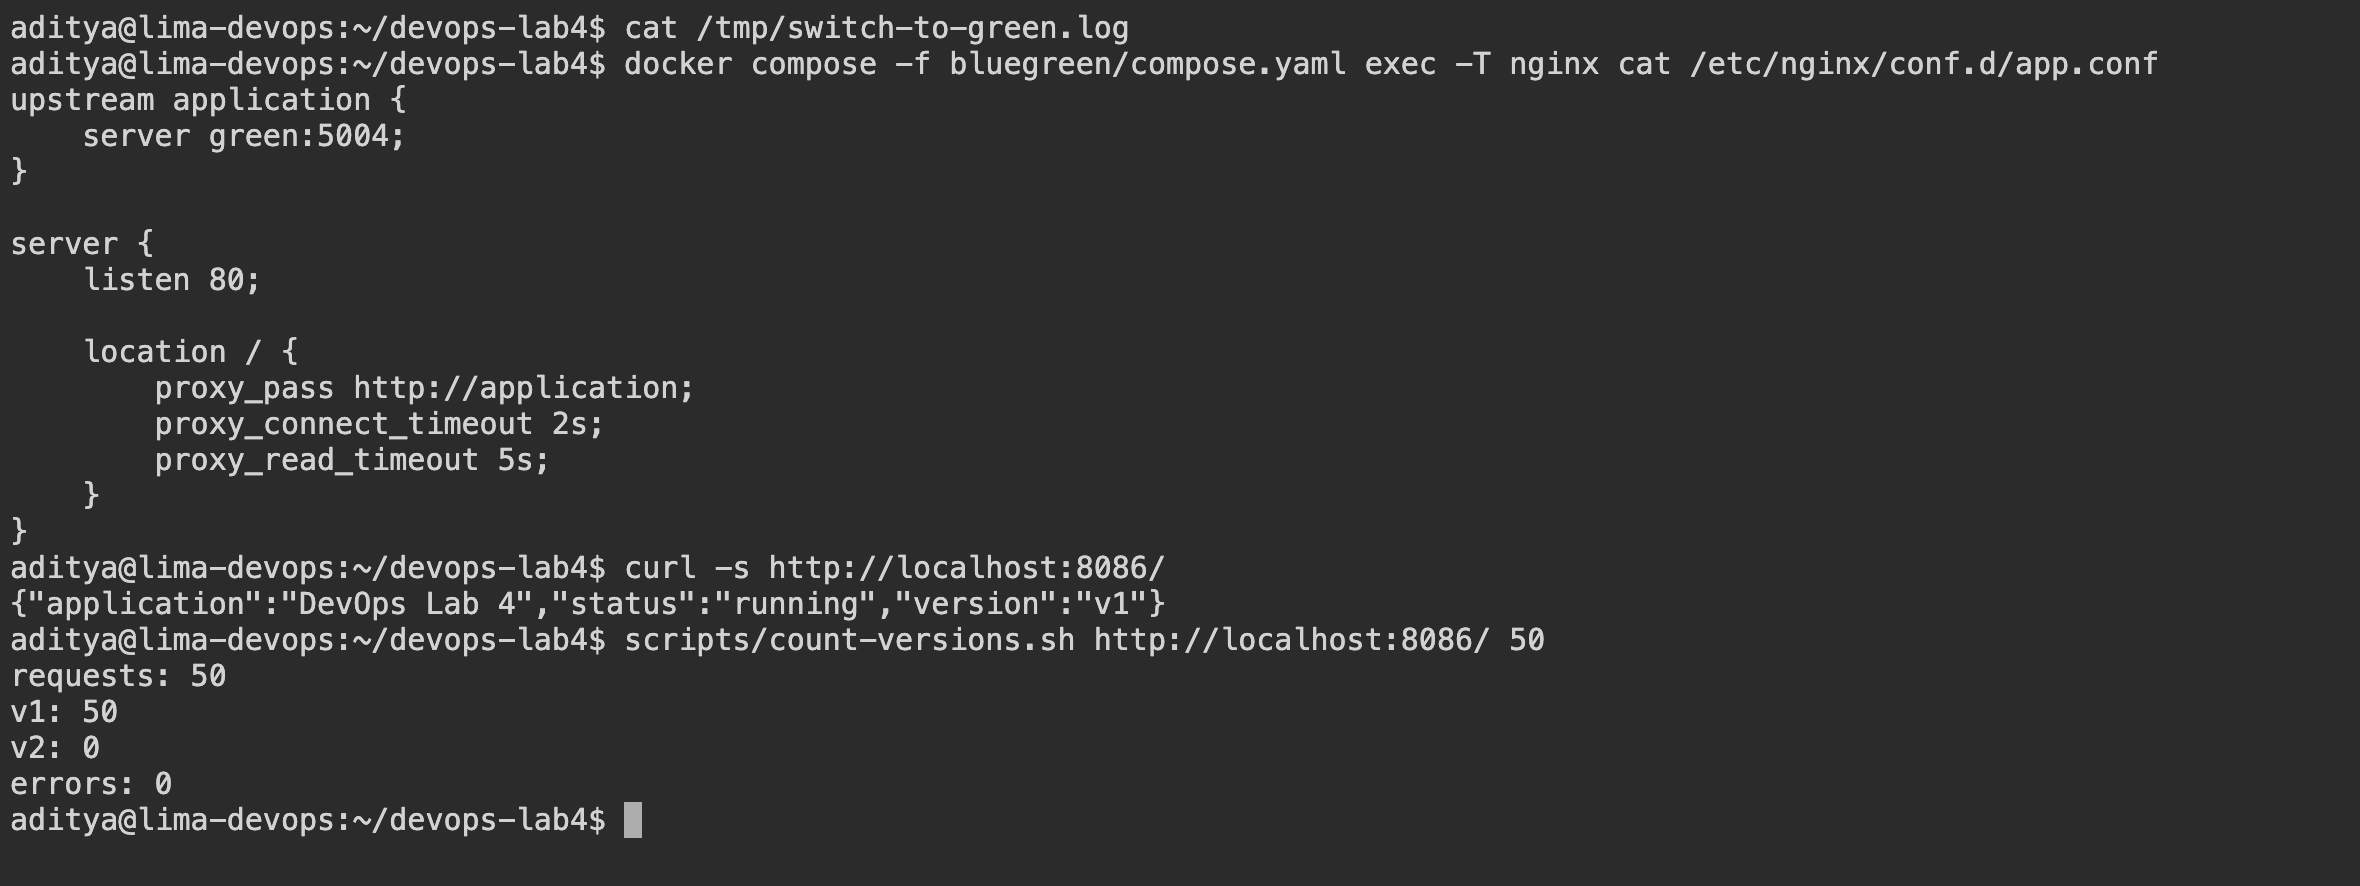 aditya@lima-devops:~/devops-lab4$ cat /tmp/switch-to-green.log
aditya@lima-devops:~/devops-lab4$ docker compose -f bluegreen/compose.yaml exec -T nginx cat /etc/nginx/conf.d/app.conf
upstream application {
    server green:5004;
}

server {
    listen 80;

    location / {
        proxy_pass http://application;
        proxy_connect_timeout 2s;
        proxy_read_timeout 5s;
    }
}
aditya@lima-devops:~/devops-lab4$ curl -s http://localhost:8086/
{"application":"DevOps Lab 4","status":"running","version":"v1"}
aditya@lima-devops:~/devops-lab4$ scripts/count-versions.sh http://localhost:8086/ 50
requests: 50
v1: 50
v2: 0
errors: 0
aditya@lima-devops:~/devops-lab4$